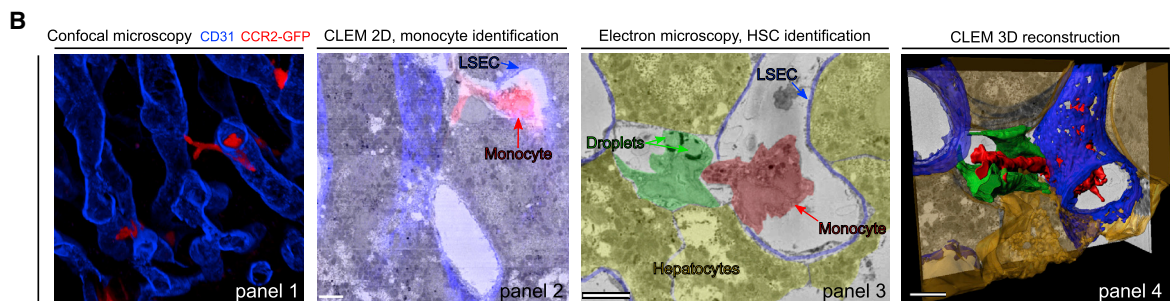 B
Confocal microscopy CD31 CCR2-GFP
CLEM 2D, monocyte identification
Electron microscopy, HSC identification
CLEM 3D reconstruction
LSEC
Monocyte
panel 1
panel 2
LSEC
Droplets
Monocyte
Hepatocytes
panel 3
panel 4